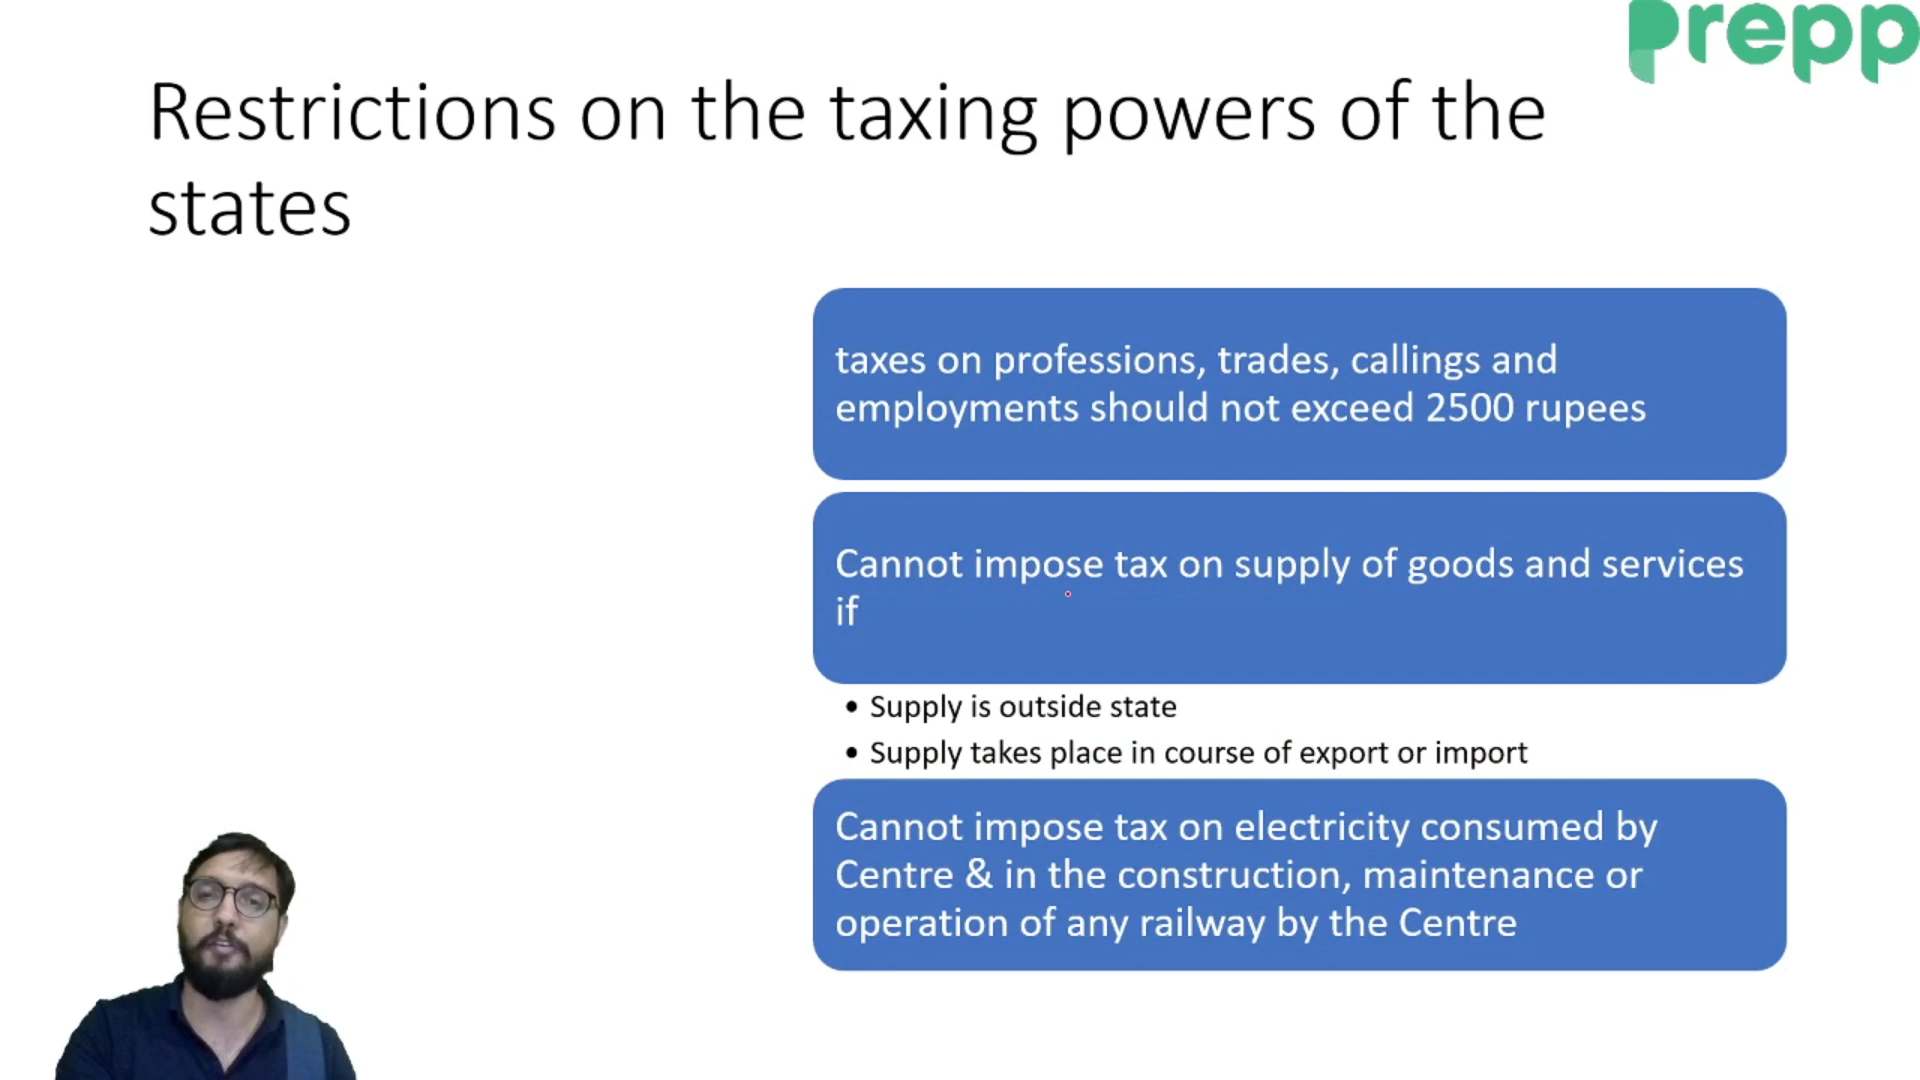 prepp
Restrictions on the taxing powers of the
states
taxes on professions, trades, callings and
employments should not exceed 2500 rupees
Cannot impose tax on supply of goods and services
if
• Supply is outside state
• Supply takes place in course of export or import
Cannot impose tax on electricity consumed by
Centre & in the construction, maintenance or
operation of any railway by the Centre